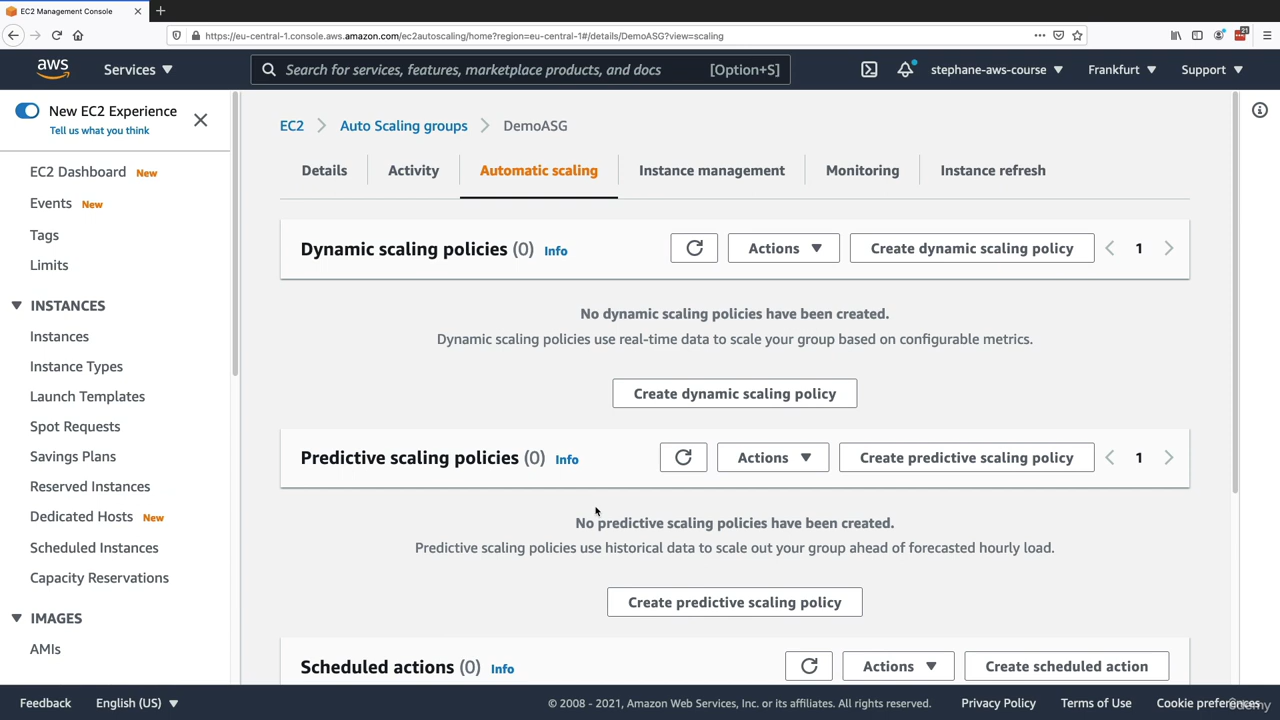 EC2 Management Console
https://eu-central-1.console.aws.amazon.com/ec2autoscaling/home?region=eu-central-1#/details/DemoASG?view=scaling
21
aws
Services
Search for services, features, marketplace products, and docs
[Option+S]
stephane-aws-course
Frankfurt
Support
New EC2 Experience
Tell us what you think
EC2 Dashboard New
Events New
Tags
Limits
INSTANCES
Instances
Instance Types
Launch Templates
Spot Requests
Savings Plans
Reserved Instances
Dedicated Hosts New
Scheduled Instances
Capacity Reservations
IMAGES
AMIs
EC2 > Auto Scaling groups > DemoASG
Details
Activity
Automatic scaling
Instance management
Monitoring
Instance refresh
Dynamic scaling policies (0) Info
Actions
Create dynamic scaling policy
1
No dynamic scaling policies have been created.
Dynamic scaling policies use real-time data to scale your group based on configurable metrics.
Create dynamic scaling policy
Predictive scaling policies (0) Info
Actions
Create predictive scaling policy
1
No predictive scaling policies have been created.
Predictive scaling policies use historical data to scale out your group ahead of forecasted hourly load.
Create predictive scaling policy
Scheduled actions (0) Info
Actions
Create scheduled action
Feedback
English (US)
© 2008 - 2021, Amazon Web Services, Inc. or its affiliates. All rights reserved.
Privacy Policy
Terms of Use
Cookie preferences
Udemy